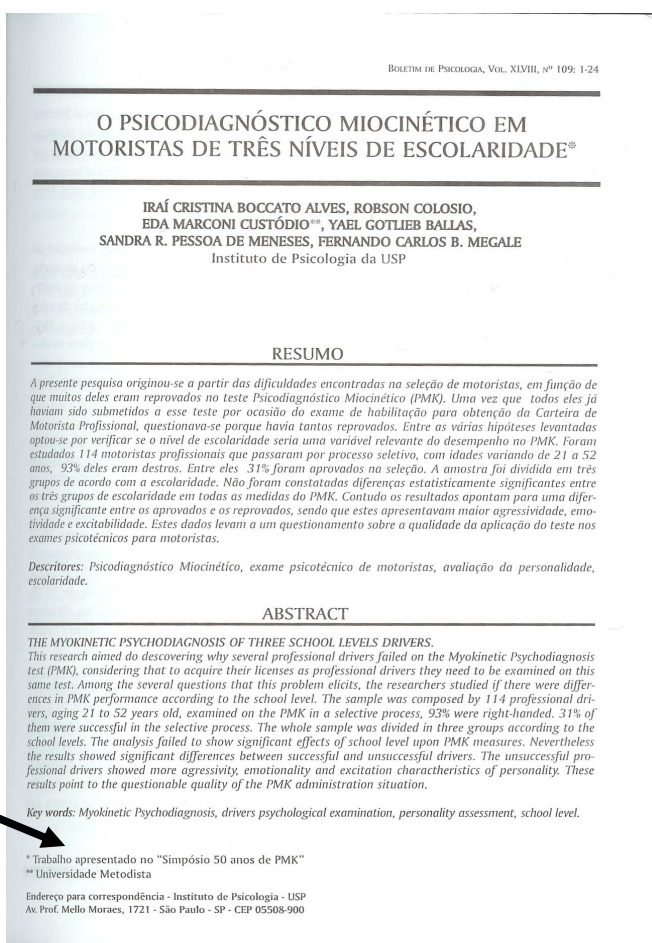 BOLETIM DE PSICOLOGIA, VOL. XLVIII, Nº 109: 1-24
O PSICODIAGNÓSTICO MIOCINÉTICO EM
MOTORISTAS DE TRÊS NÍVEIS DE ESCOLARIDADE*
IRAÍ CRISTINA BOCCATO ALVES, ROBSON COLOSIO,
EDA MARCONI CUSTÓDIO**, YAEL GOTLIEB BALLAS,
SANDRA R. PESSOA DE MENESES, FERNANDO CARLOS B. MEGALE
Instituto de Psicologia da USP
RESUMO
A presente pesquisa originou-se a partir das dificuldades encontradas na seleção de motoristas, em função de
que muitos deles eram reprovados no teste Psicodiagnóstico Miocinético (PMK). Uma vez que todos eles já
haviam sido submetidos a esse teste por ocasião do exame de habilitação para obtenção da Carteira de
Motorista Profissional, questionava-se porque havia tantos reprovados. Entre as várias hipóteses levantadas
optou-se por verificar se o nível de escolaridade seria uma variável relevante do desempenho no PMK. Foram
estudados 114 motoristas profissionais que passaram por processo seletivo, com idades variando de 21 a 52
anos, 93% deles eram destros. Entre eles 31% foram aprovados na seleção. A amostra foi dividida em três
grupos de acordo com a escolaridade. Não foram constatadas diferenças estatisticamente significantes entre
os três grupos de escolaridade em todas as medidas do PMK. Contudo os resultados apontam para uma difer-
ença significante entre os aprovados e os reprovados, sendo que estes apresentavam maior agressividade, emo-
tividade e excitabilidade. Estes dados levam a um questionamento sobre a qualidade da aplicação do teste nos
exames psicotécnicos para motoristas.
Descritores: Psicodiagnóstico Miocinético, exame psicotécnico de motoristas, avaliação da personalidade,
escolaridade.
ABSTRACT
THE MYOKINETIC PSYCHODIAGNOSIS OF THREE SCHOOL LEVELS DRIVERS.
This research aimed do descovering why several professional drivers failed on the Myokinetic Psychodiagnosis
test (PMK), considering that to acquire their licenses as professional drivers they need to be examined on this
same test. Among the several questions that this problem elicits, the researchers studied if there were differ-
ences in PMK performance according to the school level. The sample was composed by 114 professional dri-
vers, aging 21 to 52 years old, examined on the PMK in a selective process, 93% were right-handed. 31% of
them were successful in the selective process. The whole sample was divided in three groups according to the
school levels. The analysis failed to show significant effects of school level upon PMK measures. Nevertheless
the results showed significant differences between successful and unsuccessful drivers. The unsuccessful pro-
fessional drivers showed more agressivity, emotionality and excitation charactheristics of personality. These
results point to the questionable quality of the PMK administration situation.
Key words: Myokinetic Psychodiagnosis, drivers psychological examination, personality assessment, school level.
* Trabalho apresentado no "Simpósio 50 anos de PMK"
** Universidade Metodista
Endereço para correspondência - Instituto de Psicologia - USP
Av. Prof. Mello Moraes, 1721 - São Paulo - SP - CEP 05508-900